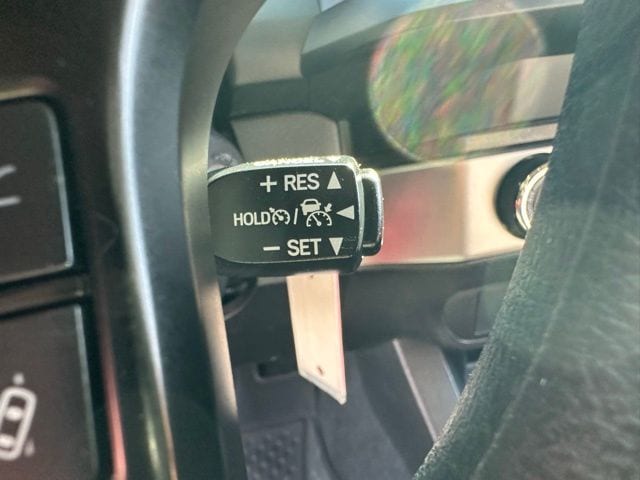 + RES ▲
HOLD / ◀
− SET ▼